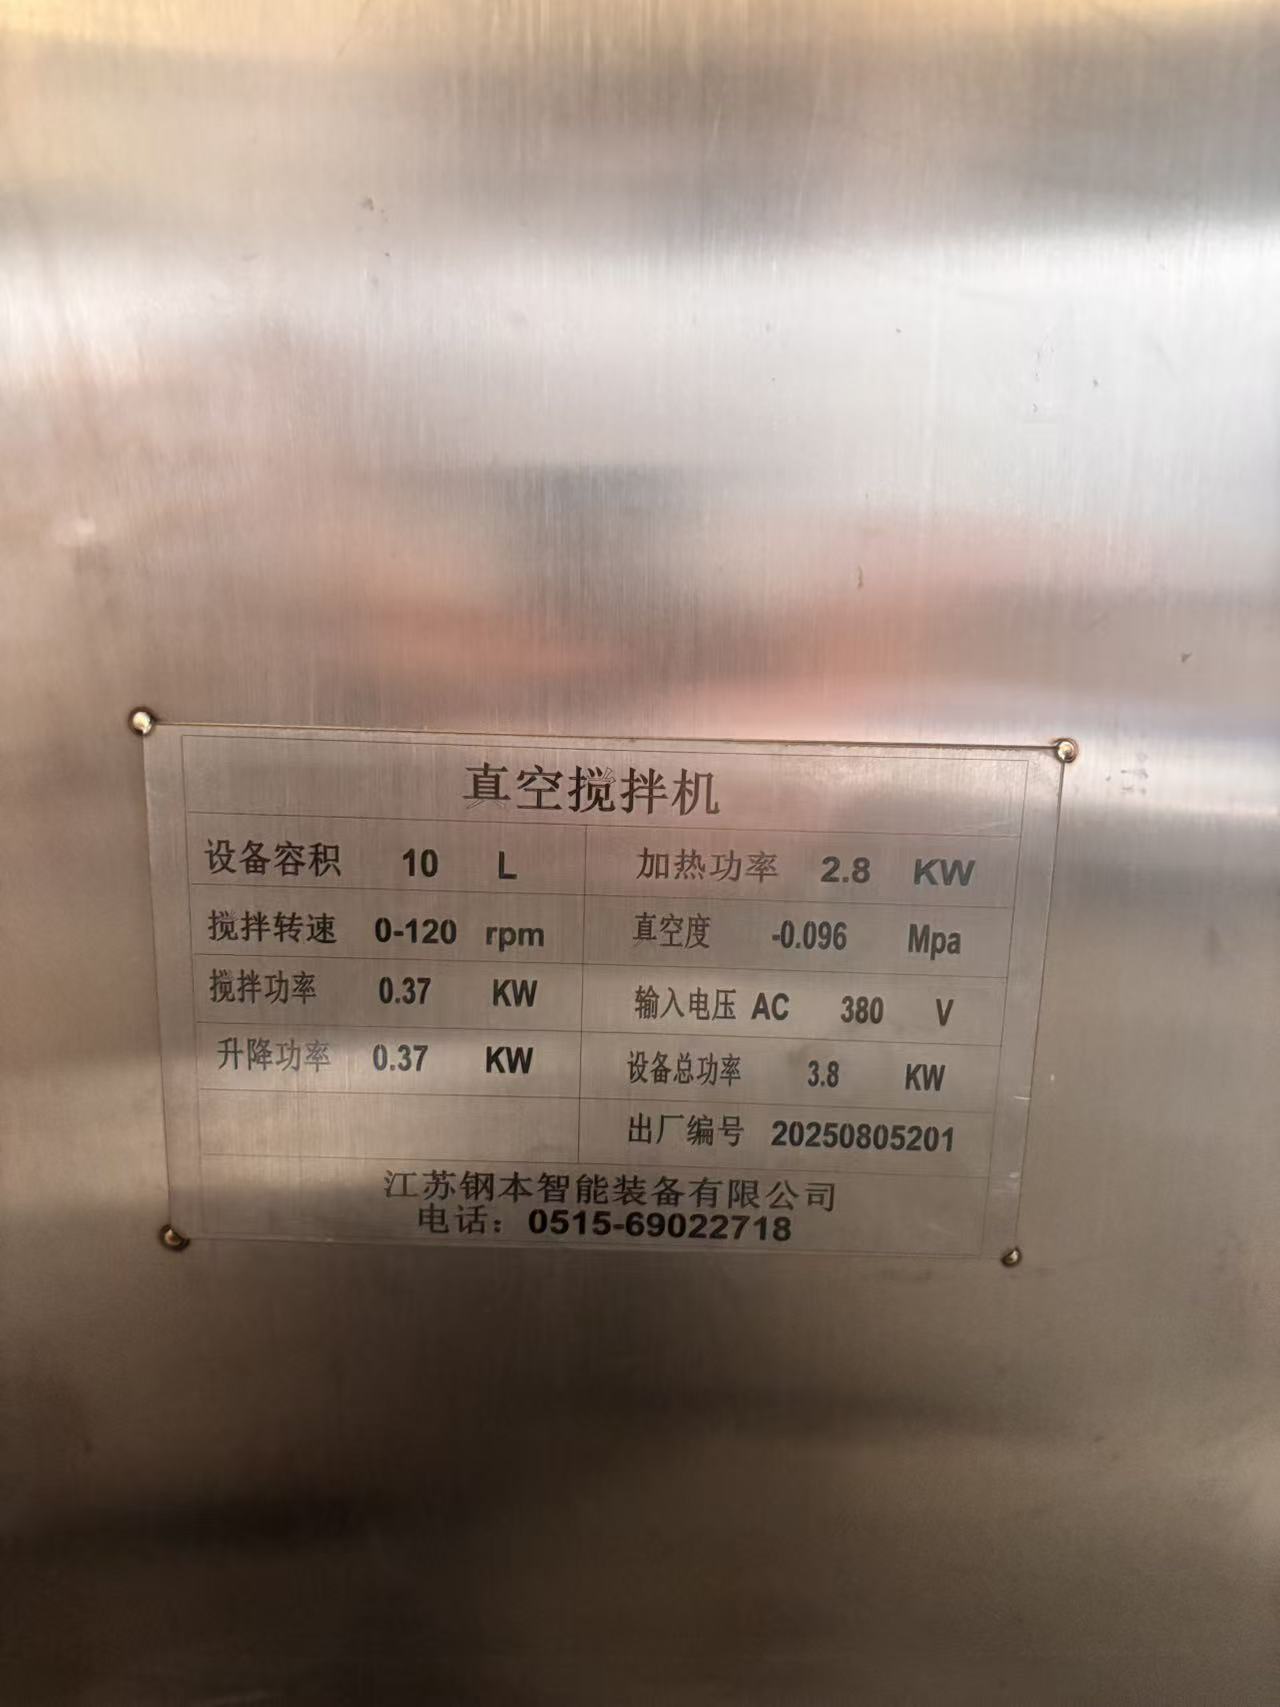 真空搅拌机
设备容积 10 L 加热功率 2.8 KW
搅拌转速 0-120 rpm 真空度 -0.096 Mpa
搅拌功率 0.37 KW 输入电压 AC 380 V
升降功率 0.37 KW 设备总功率 3.8 KW
出厂编号 20250805201
江苏钢本智能装备有限公司
电话：0515-69022718